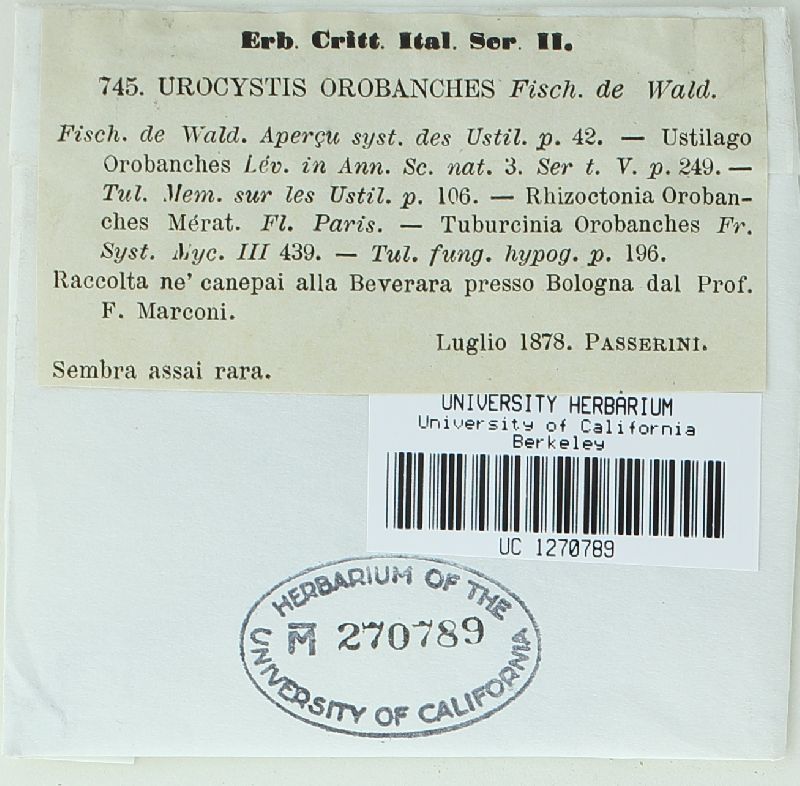 Erb. Critt. Ital. Ser. II.
745. UROCYSTIS OROBANCHES Fisch. de Wald.
Fisch. de Wald. Aperçu syst. des Ustil. p. 42. — Ustilago
Orobanches Lév. in Ann. Sc. nat. 3. Ser t. V. p. 249. —
Tul. Mem. sur les Ustil. p. 106. — Rhizoctonia Oroban-
ches Mérat. Fl. Paris. — Tuburcinia Orobanches Fr.
Syst. Myc. III 439. — Tul. fung. hypog. p. 196.
Raccolta ne' canepai alla Beverara presso Bologna dal Prof.
F. Marconi.
Luglio 1878. PASSERINI.
Sembra assai rara.
UNIVERSITY HERBARIUM
University of California
Berkeley
UC 1270789
HERBARIUM OF THE
M 270789
UNIVERSITY OF CALIFORNIA